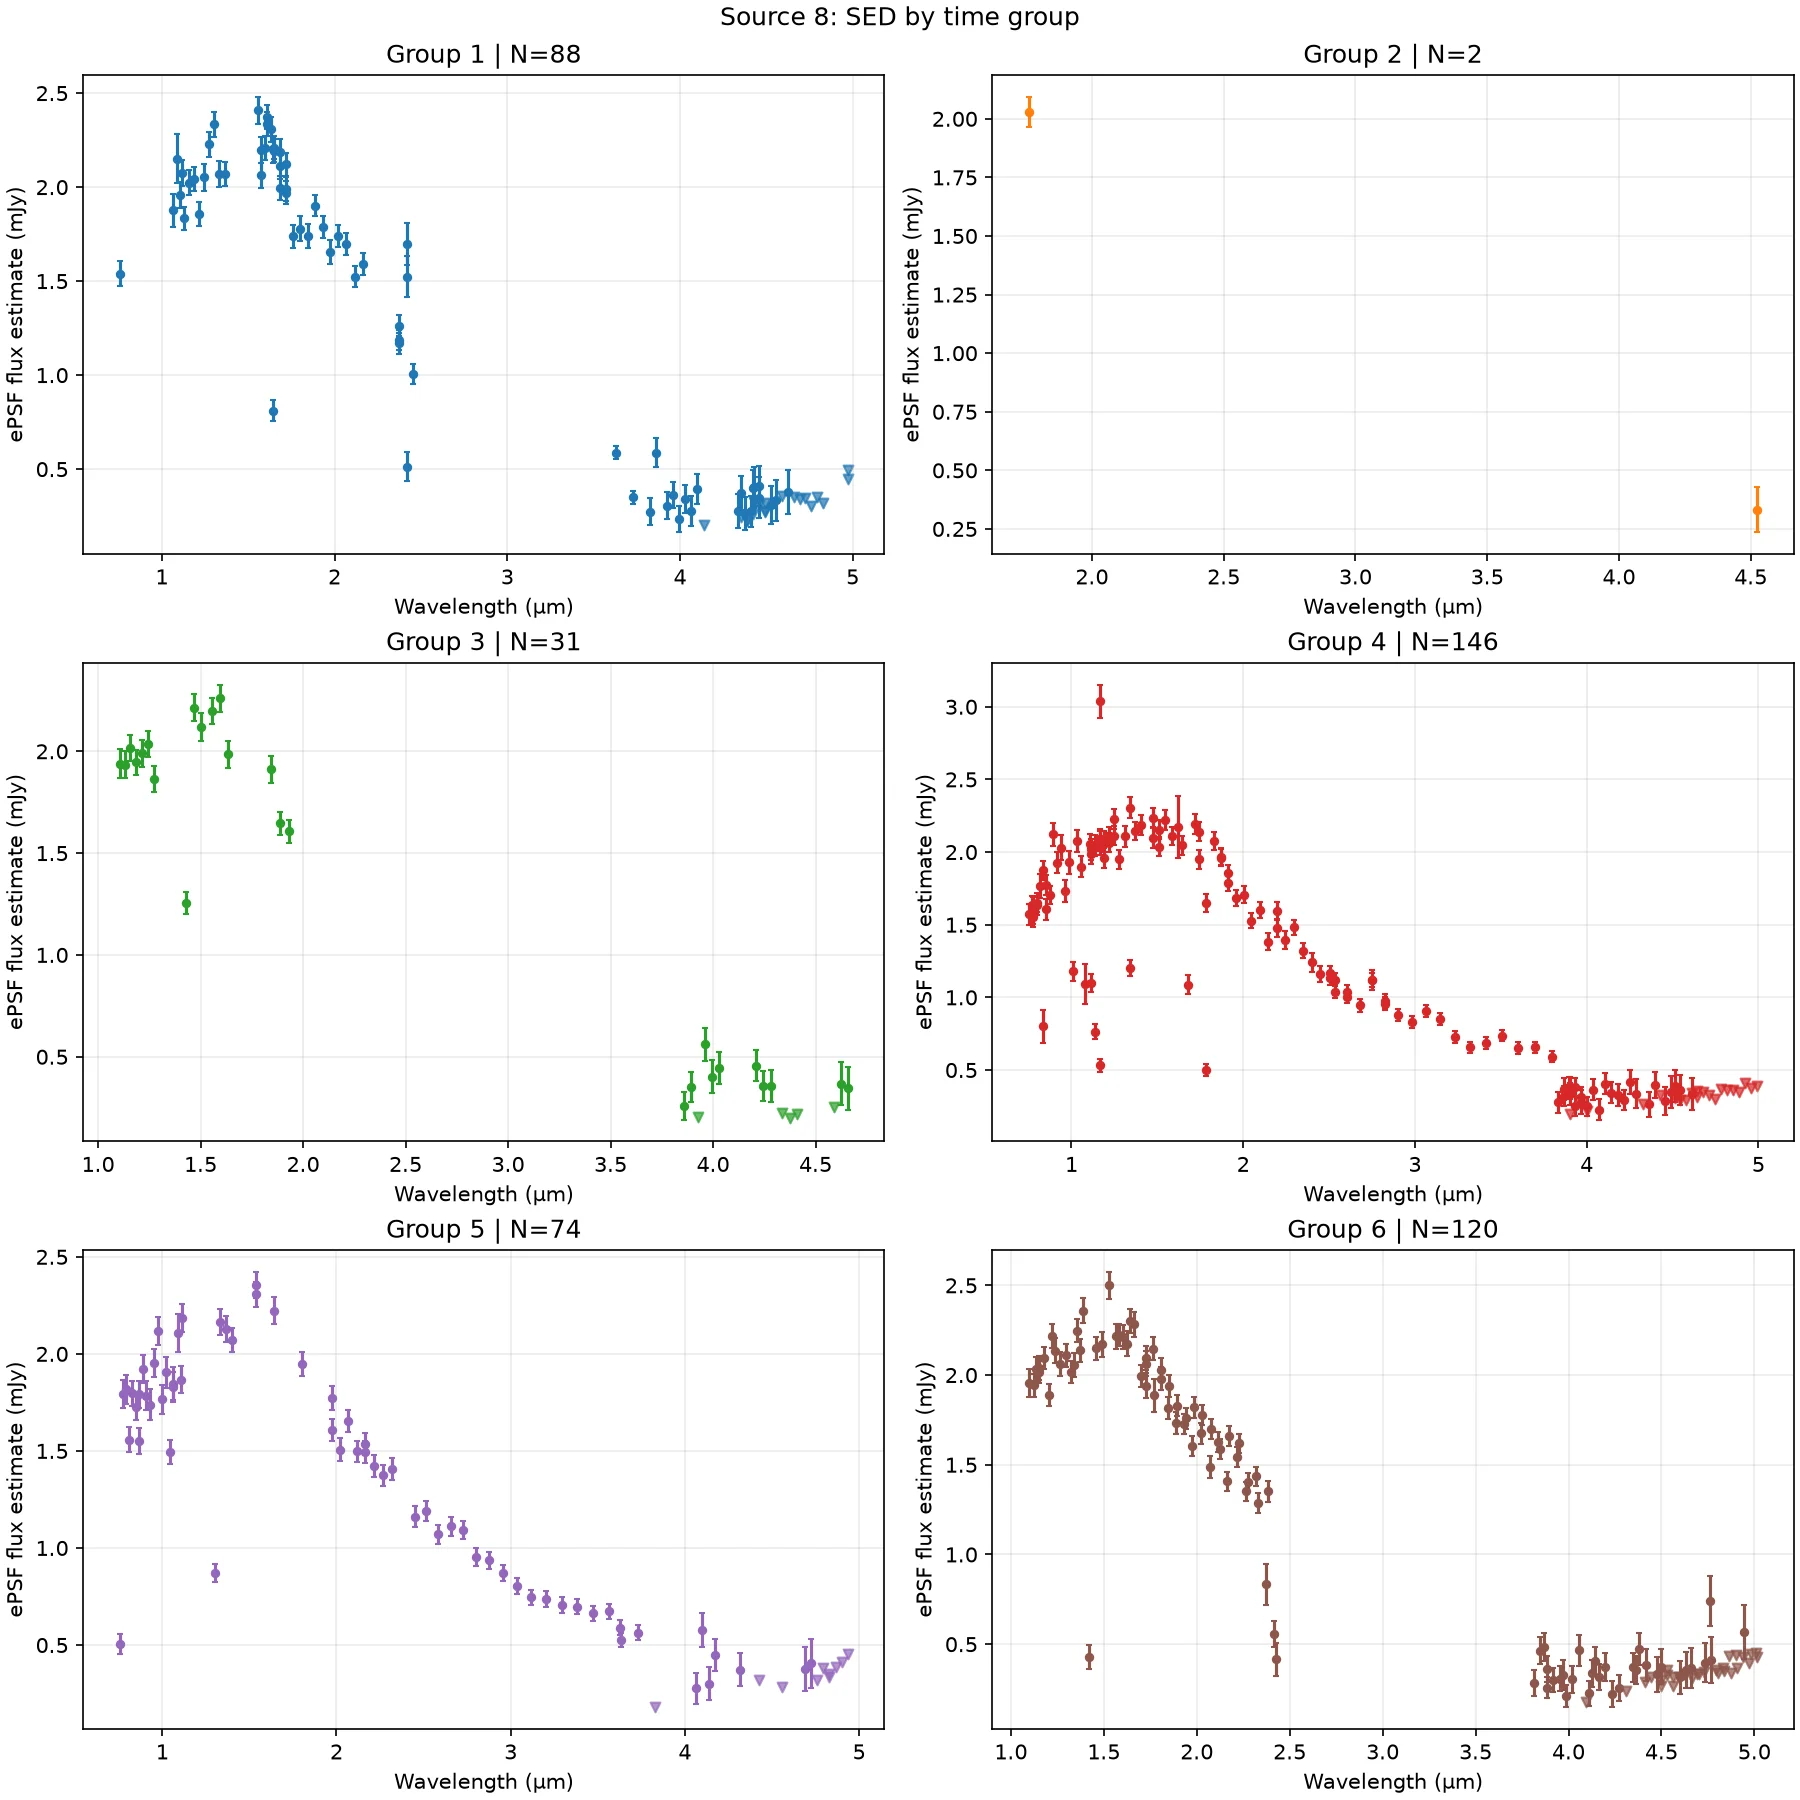 Source 8: SED by time group
Group 1 | N=88
ePSF flux estimate (mJy)
2.5
2.0
1.5
1.0
0.5
1 2 3 4 5
Wavelength (μm)
Group 2 | N=2
ePSF flux estimate (mJy)
2.00
1.75
1.50
1.25
1.00
0.75
0.50
0.25
2.0 2.5 3.0 3.5 4.0 4.5
Wavelength (μm)
Group 3 | N=31
ePSF flux estimate (mJy)
2.0
1.5
1.0
0.5
1.0 1.5 2.0 2.5 3.0 3.5 4.0 4.5
Wavelength (μm)
Group 4 | N=146
ePSF flux estimate (mJy)
3.0
2.5
2.0
1.5
1.0
0.5
1 2 3 4 5
Wavelength (μm)
Group 5 | N=74
ePSF flux estimate (mJy)
2.5
2.0
1.5
1.0
0.5
1 2 3 4 5
Wavelength (μm)
Group 6 | N=120
ePSF flux estimate (mJy)
2.5
2.0
1.5
1.0
0.5
1.0 1.5 2.0 2.5 3.0 3.5 4.0 4.5 5.0
Wavelength (μm)